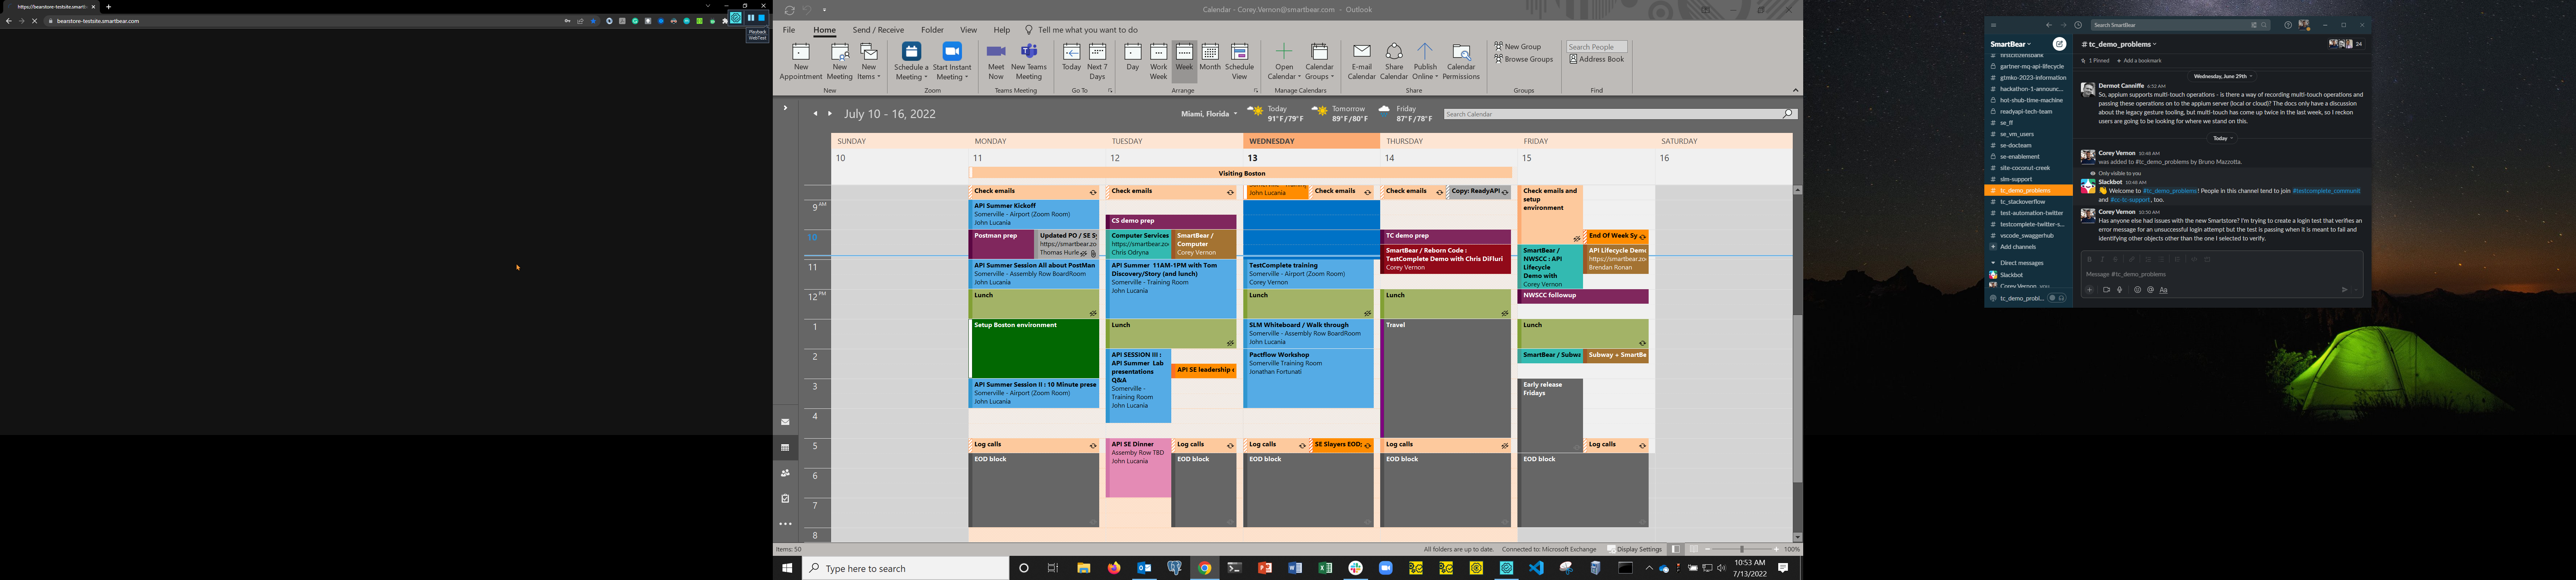 https://bearstore-testsite.smartl
bearstore-testsite.smartbear.com
Playback
WebTest
Calendar - Corey.Vernon@smartbear.com - Outlook
File Home Send / Receive Folder View Help Tell me what you want to do
New Appointment
New Meeting
New Items
Schedule a Meeting
Start Instant Meeting
Meet Now
New Teams Meeting
Today
Next 7 Days
Day
Work Week
Week
Month
Schedule View
Open Calendar
Calendar Groups
E-mail Calendar
Share Calendar
Publish Online
Calendar Permissions
New Group
Browse Groups
Search People
Address Book
New Zoom Teams Meeting Go To Arrange Manage Calendars Share Groups Find
July 10 - 16, 2022
Miami, Florida
Today
91°F/79°F
Tomorrow
89°F/80°F
Friday
87°F/78°F
Search Calendar
SUNDAY MONDAY TUESDAY WEDNESDAY THURSDAY FRIDAY SATURDAY
10 11 12 13 14 15 16
Visiting Boston
9 AM
10
11
12 PM
1
2
3
4
5
6
7
8
Check emails
API Summer Kickoff
Somerville - Airport (Zoom Room)
John Lucania
Postman prep
Updated PO / SE S
https://smartbear.zo
Thomas Hurle
API Summer Session All about PostMan
Somerville - Assembly Row BoardRoom
John Lucania
Lunch
Setup Boston environment
API Summer Session II : 10 Minute prese
Somerville - Airport (Zoom Room)
John Lucania
Log calls
EOD block
Check emails
CS demo prep
Computer Services
https://smartbear.zo
Chris Odryna
SmartBear /
Computer
Corey Vernon
API Summer 11AM-1PM with Tom
Discovery/Story (and lunch)
Somerville - Training Room
John Lucania
Lunch
API SESSION III :
API Summer Lab
presentations
Q&A
Somerville -
Training Room
John Lucania
API SE leadership
API SE Dinner
Assemby Row TBD
John Lucania
Log calls
EOD block
John Lucania
Check emails
TestComplete training
Somerville - Airport (Zoom Room)
Corey Vernon
Lunch
SLM Whiteboard / Walk through
Somerville - Assembly Row BoardRoom
John Lucania
Pactflow Workshop
Somerville Training Room
Jonathan Fortunati
Log calls
SE Slayers EOD;
EOD block
Check emails
Copy: ReadyAPI
TC demo prep
SmartBear / Reborn Code :
TestComplete Demo with Chris DiFluri
Corey Vernon
Lunch
Travel
Log calls
EOD block
Check emails and
setup
environment
End Of Week Sy
SmartBear /
NWSCC : API
Lifecycle
Demo with
Corey Vernon
API Lifecycle Demo
https://smartbear.zo
Brendan Ronan
NWSCC followup
Lunch
SmartBear / Subwa
Subway + SmartBe
Early release
Fridays
Log calls
EOD block
Items: 50
All folders are up to date. Connected to: Microsoft Exchange Display Settings 100%
Type here to search
10:53 AM
7/13/2022
Search SmartBear
SmartBear
gartner-mq-api-lifecycle
gtmko-2023-information
hackathon-1-announc...
hot-shub-time-machine
readyapi-tech-team
se_ff
se_vm_users
se-docteam
se-enablement
site-coconut-creek
slm-support
tc_demo_problems
tc_stackoverflow
test-automation-twitter
testcomplete-twitter-s...
vscode_swaggerhub
Add channels
Direct messages
Slackbot
Corey Vernon you
tc_demo_probl...
# tc_demo_problems
34
1 Pinned + Add a bookmark
Wednesday, June 29th
Dermot Canniffe 6:53 AM
So, appium supports multi-touch operations - is there a way of recording multi-touch operations and
passing these operations on to the appium server (local or cloud)? The docs only have a discussion
about the legacy gesture tooling, but multi-touch has come up twice in the last week, so I reckon
users are going to be looking for where we stand on this.
Today
Corey Vernon 10:48 AM
was added to #tc_demo_problems by Bruno Mazzotta.
Only visible to you
Slackbot 10:48 AM
Welcome to #tc_demo_problems! People in this channel tend to join #testcomplete_communit
and #cc-tc-support, too.
Corey Vernon 10:50 AM
Has anyone else had issues with the new Smartstore? I'm trying to create a login test that verifies an
error message for an unsuccessful login attempt but the test is passing when it is meant to fail and
identifying other objects other than the one I selected to verify.
Message #tc_demo_problems